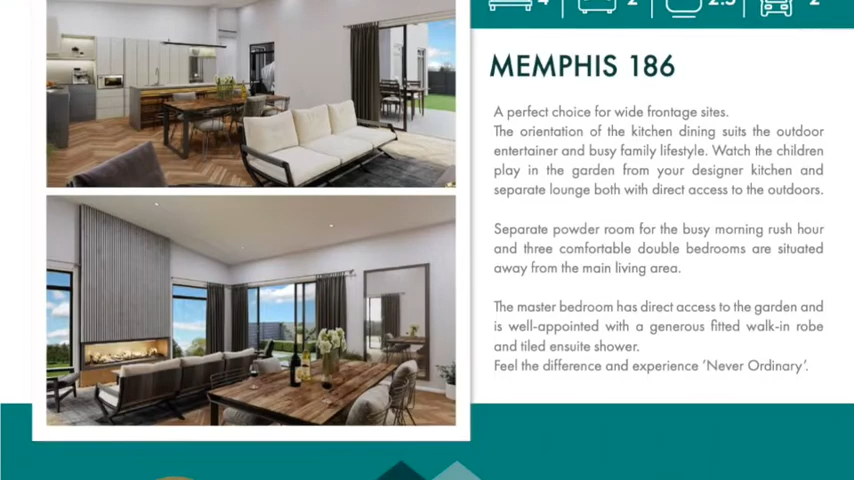 4 2 2.5 2
MEMPHIS 186
A perfect choice for wide frontage sites.
The orientation of the kitchen dining suits the outdoor
entertainer and busy family lifestyle. Watch the children
play in the garden from your designer kitchen and
separate lounge both with direct access to the outdoors.
Separate powder room for the busy morning rush hour
and three comfortable double bedrooms are situated
away from the main living area.
The master bedroom has direct access to the garden and
is well-appointed with a generous fitted walk-in robe
and tiled ensuite shower.
Feel the difference and experience ‘Never Ordinary’.